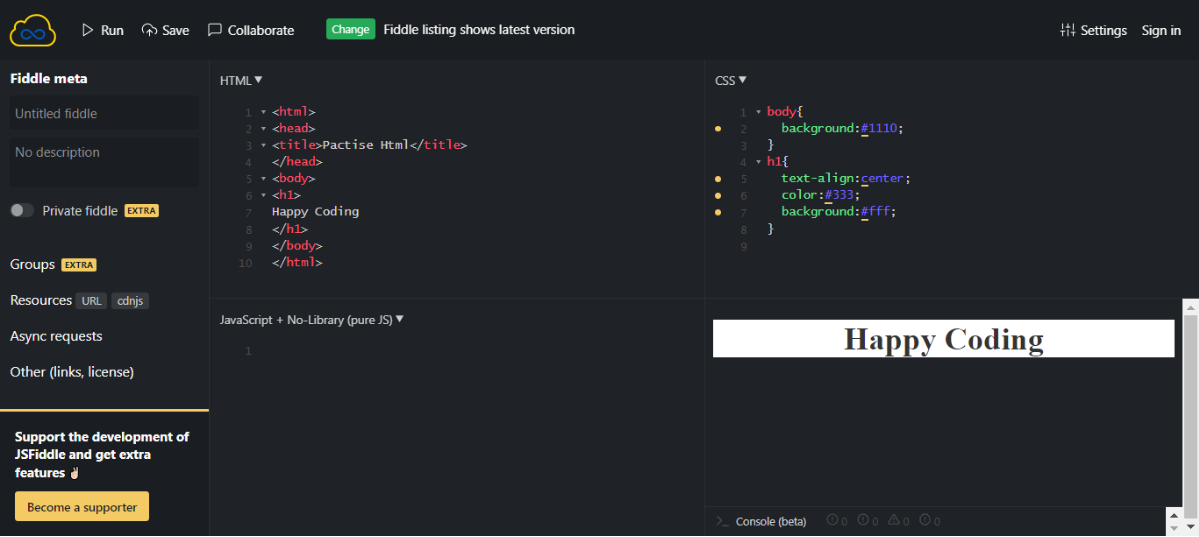 Run Save Collaborate Change Fiddle listing shows latest version Settings Sign in
Fiddle meta
Untitled fiddle
No description
Private fiddle EXTRA
Groups EXTRA
Resources URL cdnjs
Async requests
Other (links, license)
Support the development of
JSFiddle and get extra
features ✌🏻
Become a supporter
HTML ▼
1 <html>
2 <head>
3 <title>Pactise Html</title>
4 </head>
5 <body>
6 <h1>
7 Happy Coding
8 </h1>
9 </body>
10 </html>
CSS ▼
1 body{
2 background:#1110;
3 }
4 h1{
5 text-align:center;
6 color:#333;
7 background:#fff;
8 }
9
JavaScript + No-Library (pure JS) ▼
1
Happy Coding
>_ Console (beta) 0 0 0 0